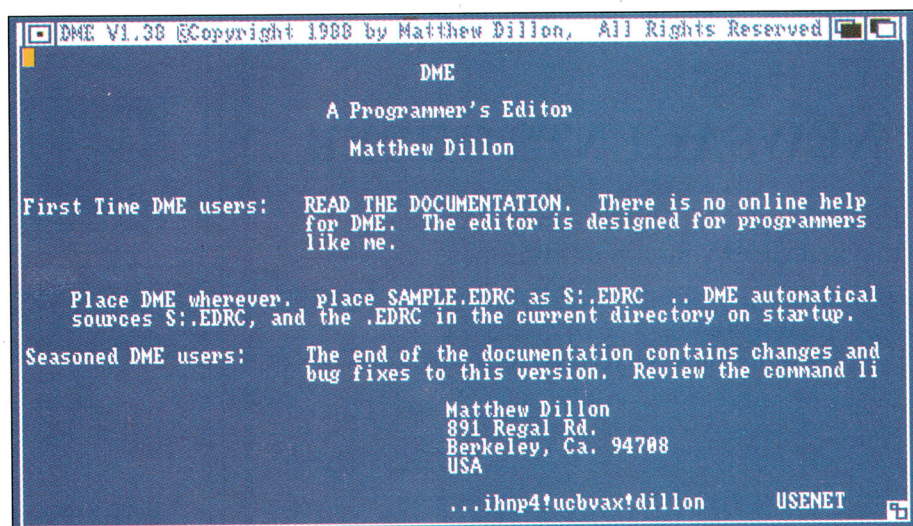 DME V1.30 ©Copyright 1988 by Matthew Dillon,  All Rights Reserved
DME
A Programmer's Editor
Matthew Dillon
First Time DME users:  READ THE DOCUMENTATION.  There is no online help
for DME.  The editor is designed for programmers
like me.
Place DME wherever.  place SAMPLE.EDRC as S:.EDRC  .. DME automatical
sources S:.EDRC, and the .EDRC in the current directory on startup.
Seasoned DME users:  The end of the documentation contains changes and
bug fixes to this version.  Review the command li
Matthew Dillon
891 Regal Rd.
Berkeley, Ca. 94708
USA
...ihnp4!ucbvax!dillon  USENET